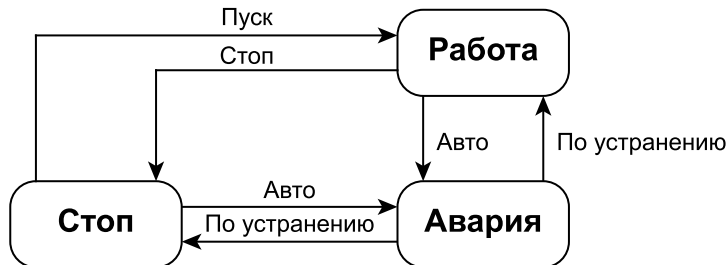 Пуск
Работа
Стоп
Авто
По устранению
Стоп
Авто
По устранению
Авария